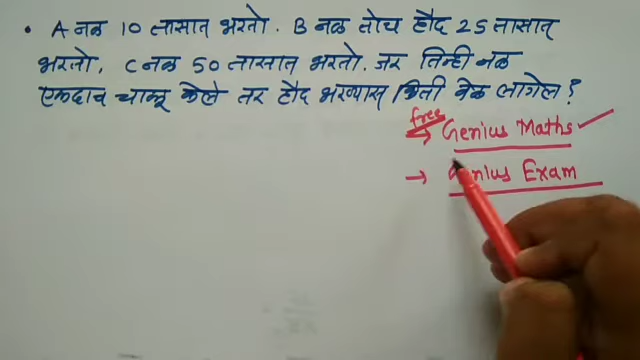 • A नळ 10 तासात भरतो. B नळ तोच हौद 25 तासात
भरतो, C नळ 50 तासात भरतो. जर तिन्ही नळ
एकदाच चालू केले तर हौद भरण्यास किती वेळ लागेल?
free
→ Genius Maths
→ Genius Exam